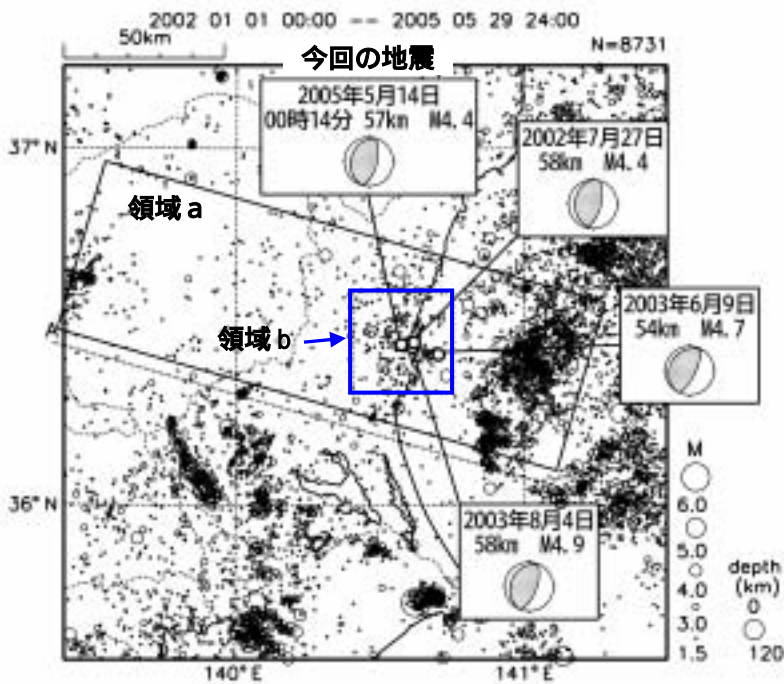 2002 01 01 00:00 -- 2005 05 29 24:00
50km
今回の地震
N=8731
2005年5月14日
00時14分 57km M4.4
2002年7月27日
58km M4.4
37°N
領域a
2003年6月9日
54km M4.7
A
領域b
M
6.0
5.0
4.0
3.0
1.5
depth
(km)
0
120
36°N
2003年8月4日
58km M4.9
140°E
141°E